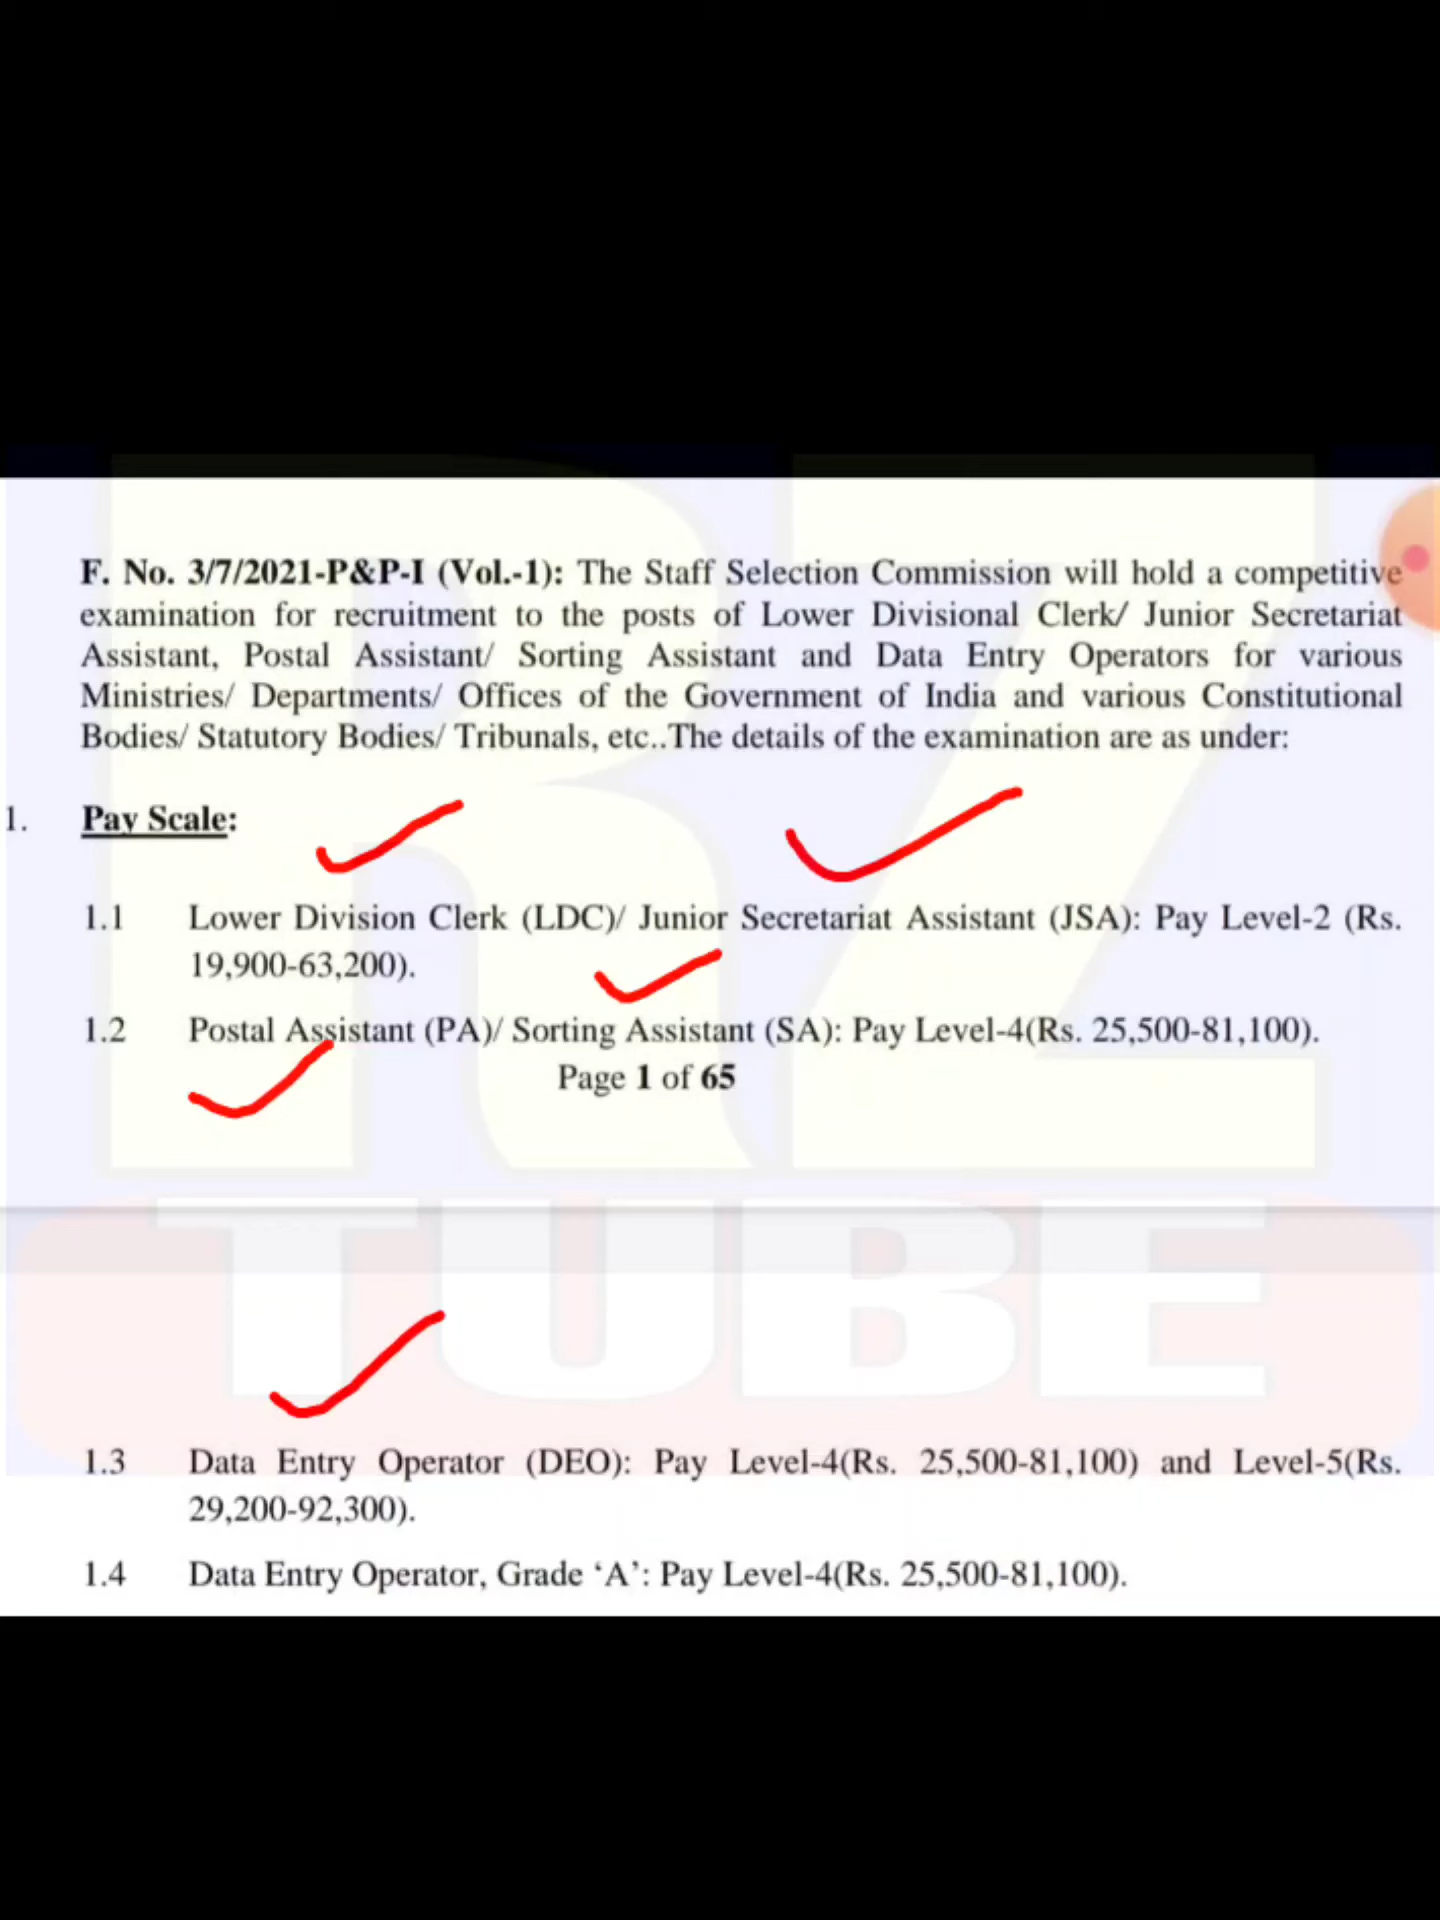 F. No. 3/7/2021-P&P-I (Vol.-1): The Staff Selection Commission will hold a competitive
examination for recruitment to the posts of Lower Divisional Clerk/ Junior Secretariat
Assistant, Postal Assistant/ Sorting Assistant and Data Entry Operators for various
Ministries/ Departments/ Offices of the Government of India and various Constitutional
Bodies/ Statutory Bodies/ Tribunals, etc..The details of the examination are as under:
1. Pay Scale:
1.1 Lower Division Clerk (LDC)/ Junior Secretariat Assistant (JSA): Pay Level-2 (Rs.
19,900-63,200).
1.2 Postal Assistant (PA)/ Sorting Assistant (SA): Pay Level-4(Rs. 25,500-81,100).
Page 1 of 65
RZ
TUBE
1.3 Data Entry Operator (DEO): Pay Level-4(Rs. 25,500-81,100) and Level-5(Rs.
29,200-92,300).
1.4 Data Entry Operator, Grade ‘A’: Pay Level-4(Rs. 25,500-81,100).